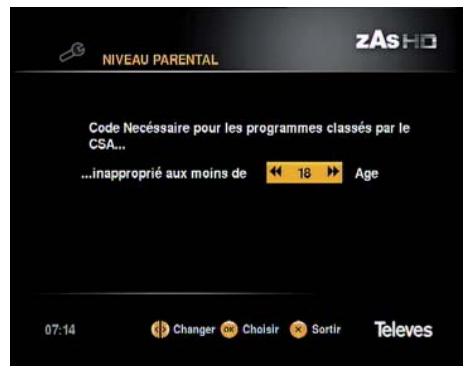 zAs HD
NIVEAU PARENTAL
Code Necéssaire pour les programmes classés par le
CSA...
...inapproprié aux moins de 18 Age
07:14 Changer OK Choisir X Sortir Televes